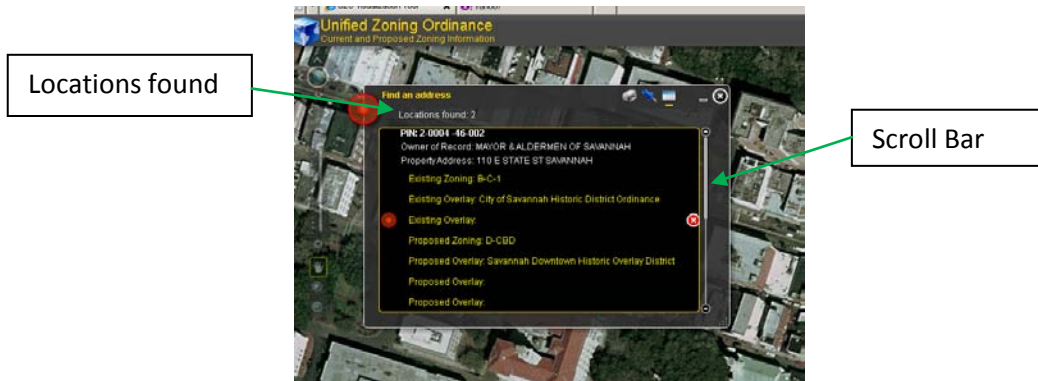 Unified Zoning Ordinance
Current and Proposed Zoning Information
Locations found
Find an address
Locations found: 2
PIN: 2-0004 -46-002
Owner of Record: MAYOR & ALDERMEN OF SAVANNAH
Property Address: 110 E STATE ST SAVANNAH
Existing Zoning: B-C-1
Existing Overlay: City of Savannah Historic District Ordinance
Existing Overlay:
Proposed Zoning: D-CBD
Proposed Overlay: Savannah Downtown Historic Overlay District
Proposed Overlay:
Proposed Overlay:
Scroll Bar